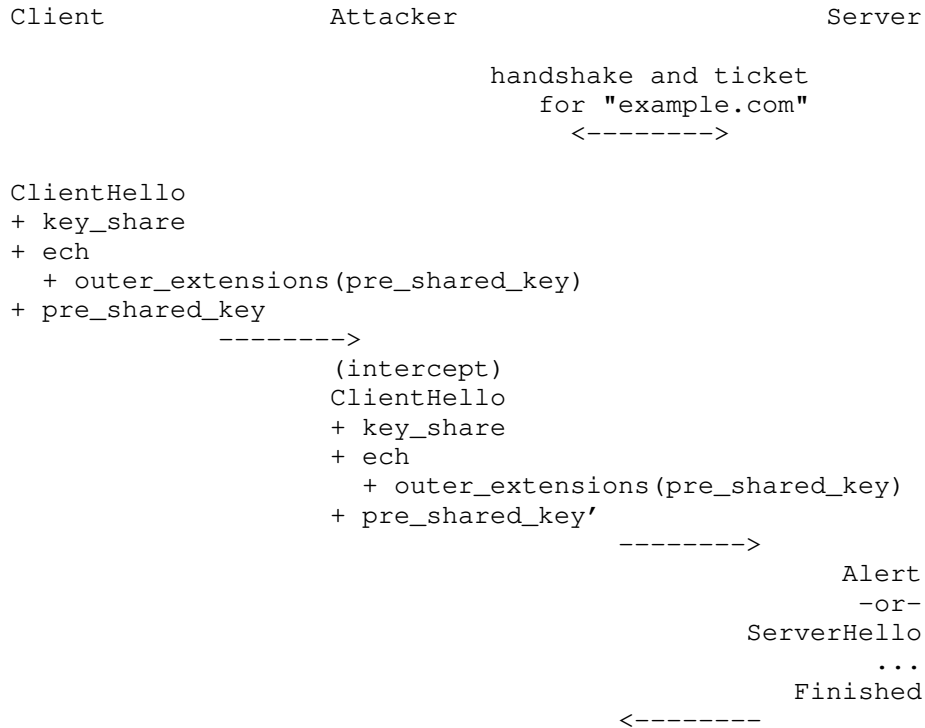 Client Attacker Server
handshake and ticket
for "example.com"
<-------->
ClientHello
+ key_share
+ ech
+ outer_extensions(pre_shared_key)
+ pre_shared_key
-------->
(intercept)
ClientHello
+ key_share
+ ech
+ outer_extensions(pre_shared_key)
+ pre_shared_key’
-------->
Alert
-or-
ServerHello
...
Finished
<--------